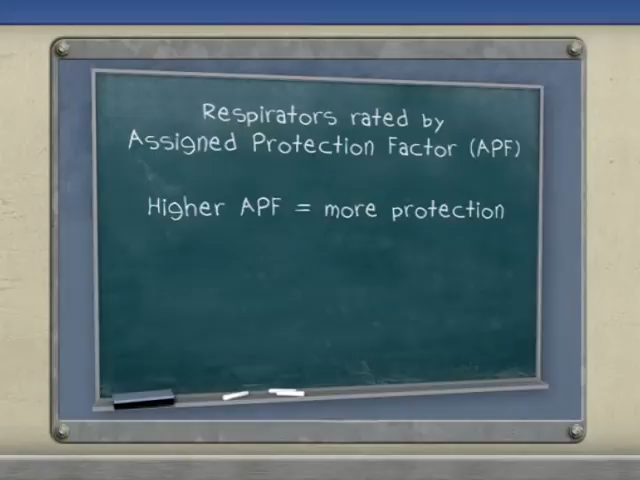 Respirators rated by
Assigned Protection Factor (APF)
Higher APF = more protection